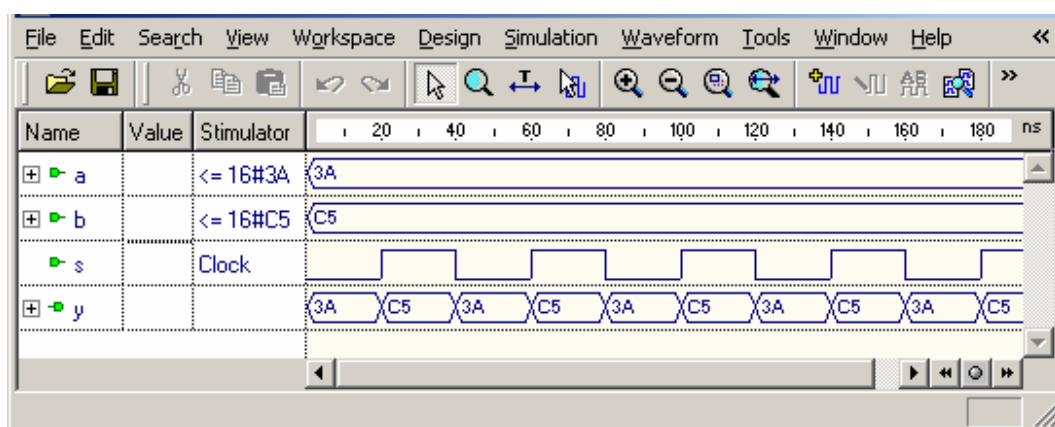 File Edit Search View Workspace Design Simulation Waveform Tools Window Help «
»
Name Value Stimulator 20 40 60 80 100 120 140 160 180 ns
a <= 16#3A 3A
b <= 16#C5 C5
s Clock
y 3A C5 3A C5 3A C5 3A C5 3A C5